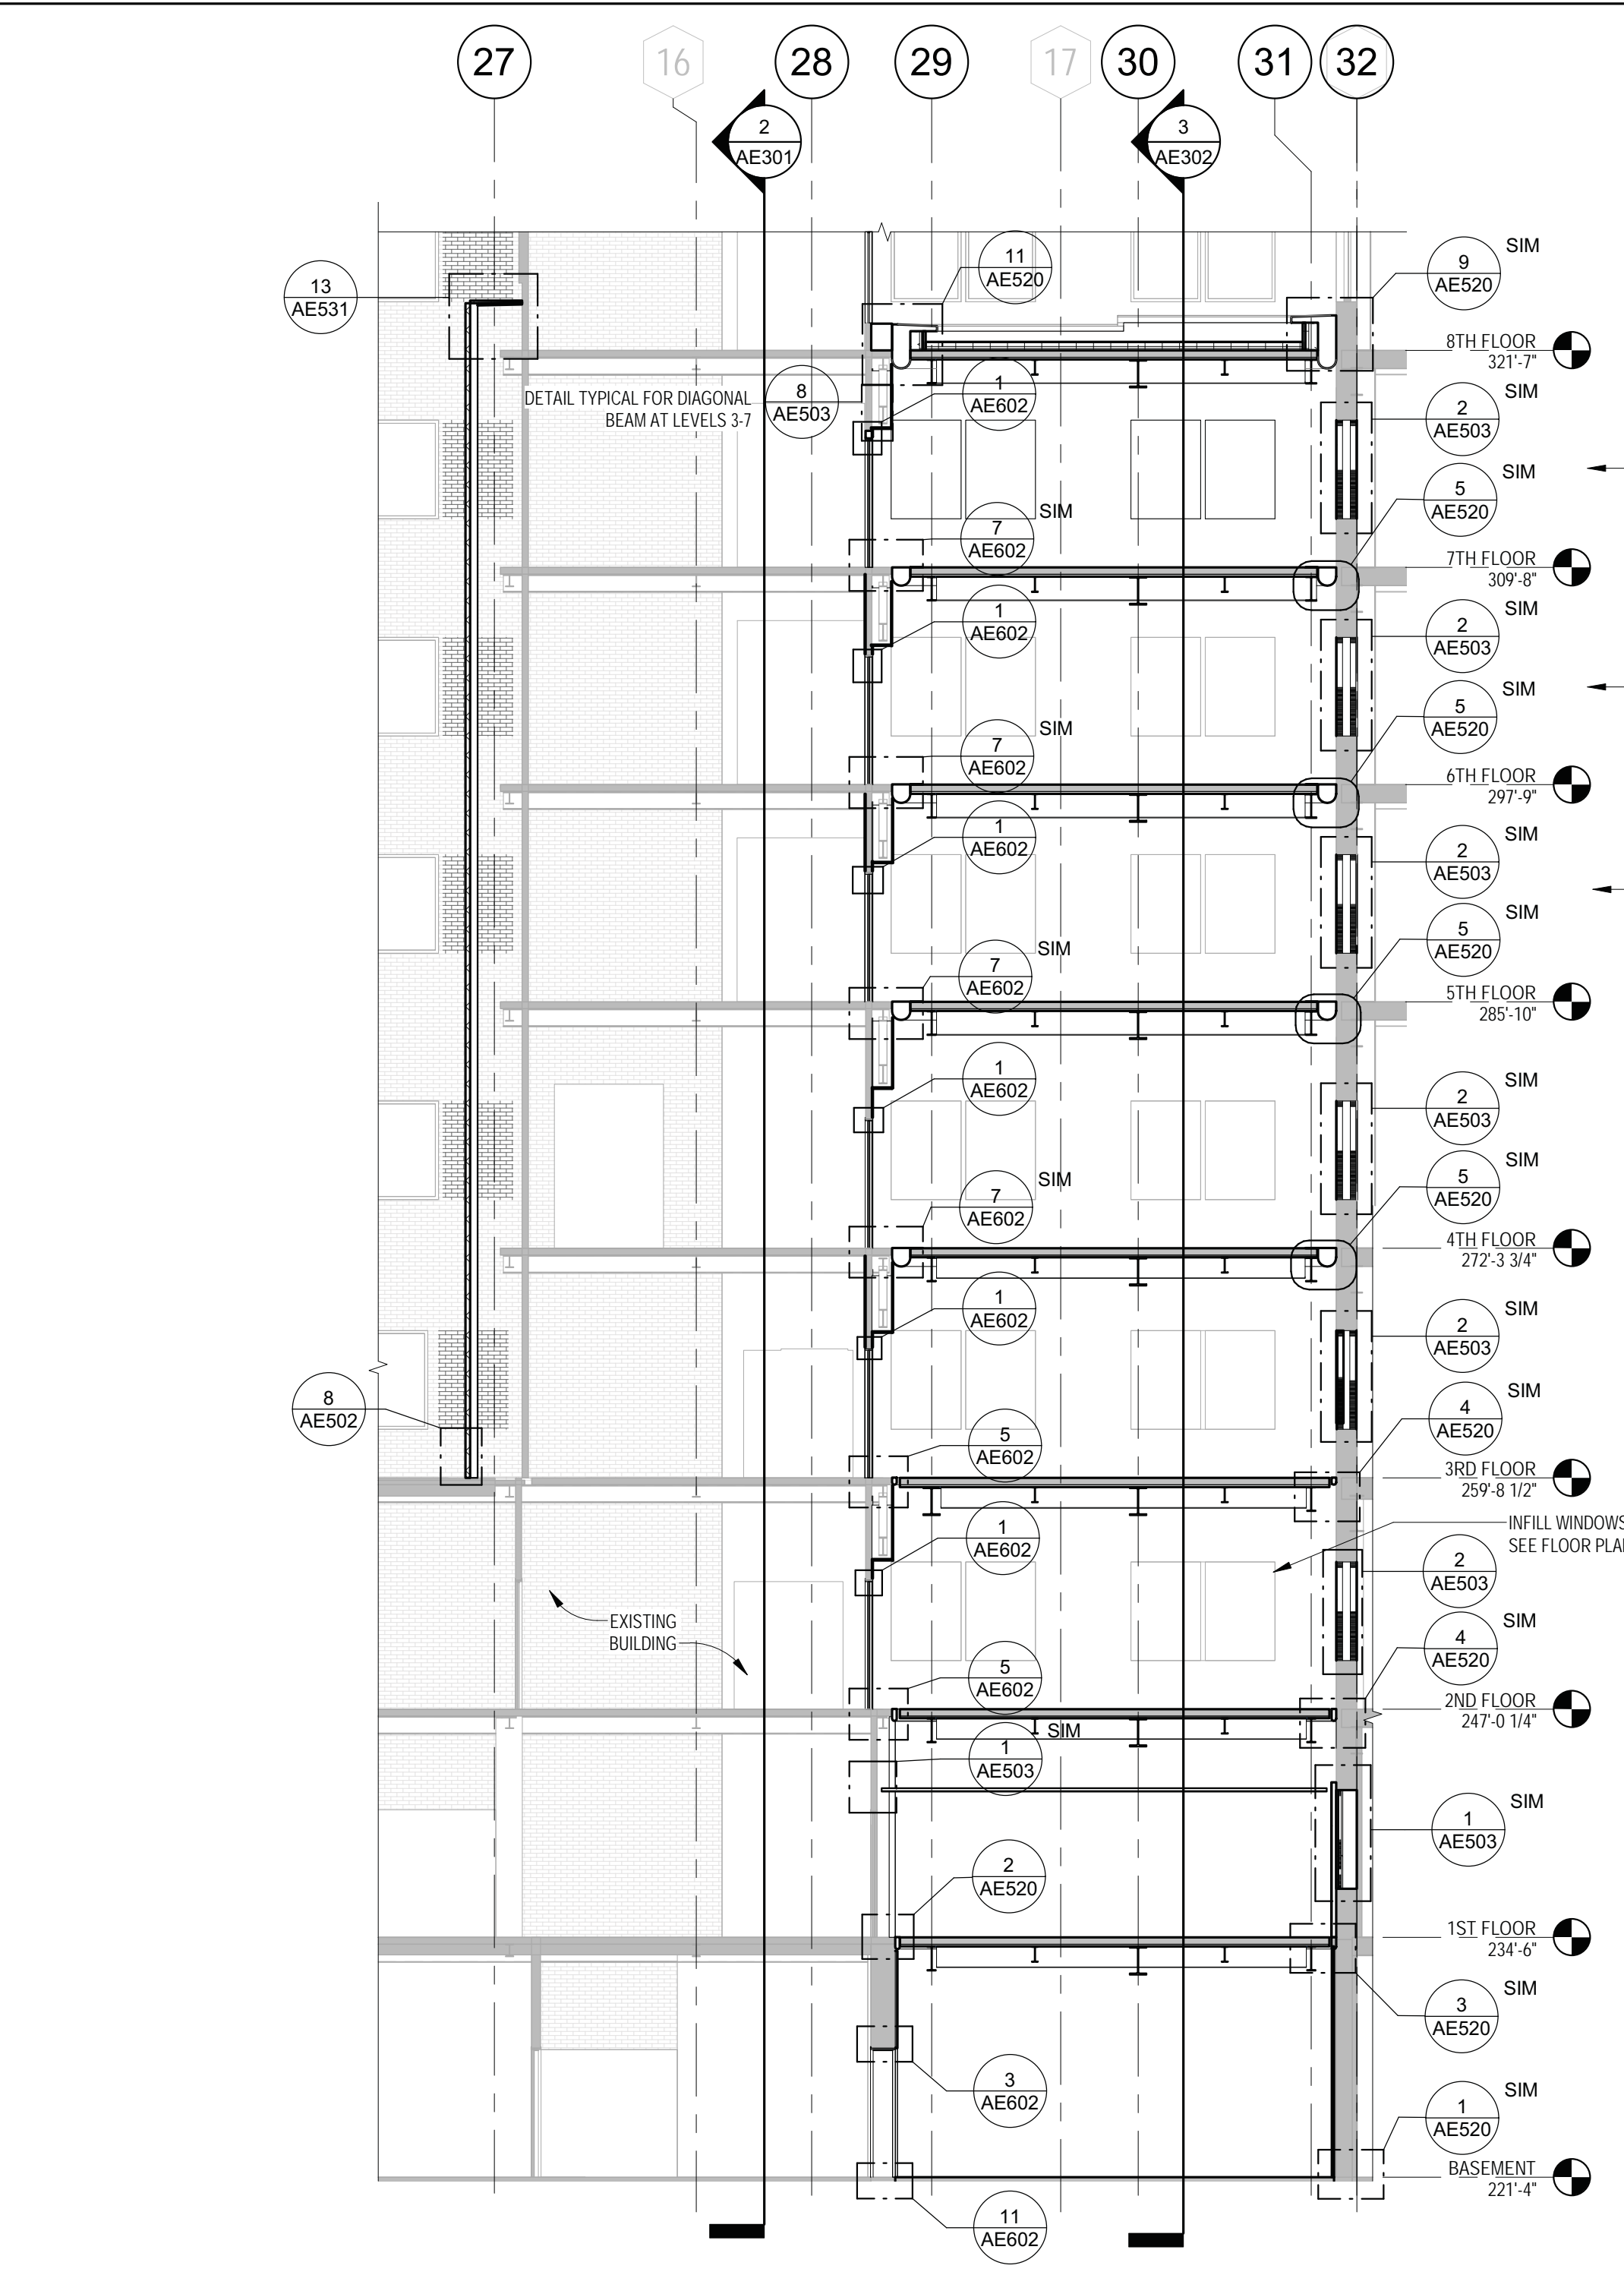 27
16
28
29
17
30
31
32
2
AE301
3
AE302
13
AE531
11
AE520
9
AE520
SIM
8TH FLOOR
321'-7"
DETAIL TYPICAL FOR DIAGONAL
BEAM AT LEVELS 3-7
8
AE503
1
AE602
2
AE503
SIM
5
AE520
SIM
7
AE602
SIM
7TH FLOOR
309'-8"
1
AE602
2
AE503
SIM
5
AE520
SIM
7
AE602
SIM
6TH FLOOR
297'-9"
1
AE602
2
AE503
SIM
5
AE520
SIM
7
AE602
SIM
5TH FLOOR
285'-10"
1
AE602
2
AE503
SIM
5
AE520
SIM
7
AE602
SIM
4TH FLOOR
272'-3 3/4"
1
AE602
2
AE503
SIM
8
AE502
4
AE520
SIM
5
AE602
3RD FLOOR
259'-8 1/2"
INFILL WINDOWS
SEE FLOOR PLA
1
AE602
2
AE503
EXISTING
BUILDING
4
AE520
SIM
5
AE602
2ND FLOOR
247'-0 1/4"
1
AE503
SIM
1
AE503
SIM
2
AE520
1ST FLOOR
234'-6"
3
AE520
SIM
3
AE602
1
AE520
SIM
BASEMENT
221'-4"
11
AE602